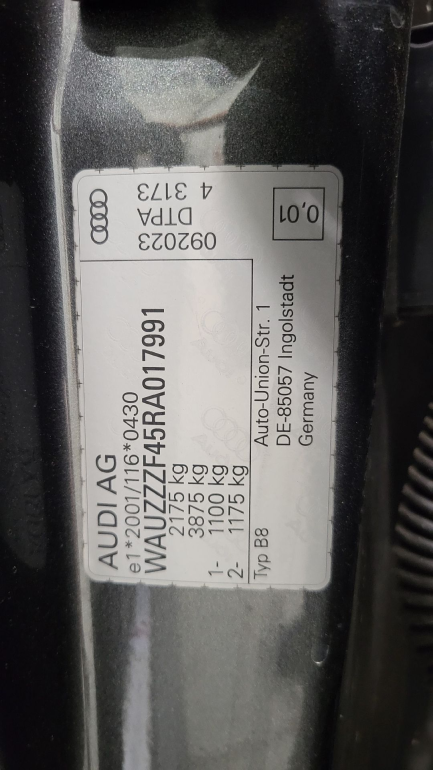 AUDI AG
e1*2001/116*0430
WAUZZZF45RA017991
2175 kg
3875 kg
1- 1100 kg
2- 1175 kg
Typ B8
Auto-Union-Str. 1
DE-85057 Ingolstadt
Germany
4 3173
DTPA
092023
0,01